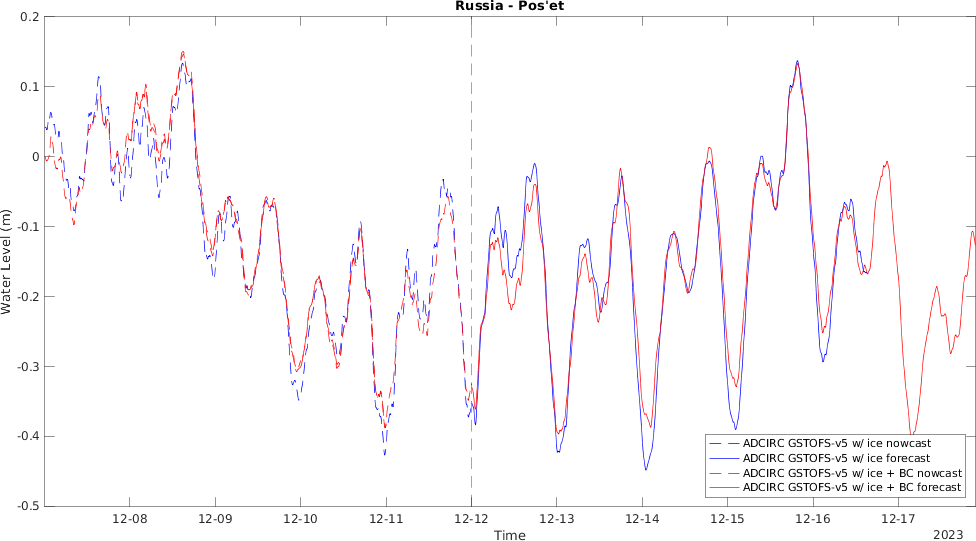 Russia - Pos'et
0.2
0.1
0
-0.1
-0.2
-0.3
-0.4
-0.5
Water Level (m)
12-08 12-09 12-10 12-11 12-12 12-13 12-14 12-15 12-16 12-17
Time
2023
ADCIRC GSTOFS-v5 w/ ice nowcast
ADCIRC GSTOFS-v5 w/ ice forecast
ADCIRC GSTOFS-v5 w/ ice + BC nowcast
ADCIRC GSTOFS-v5 w/ ice + BC forecast